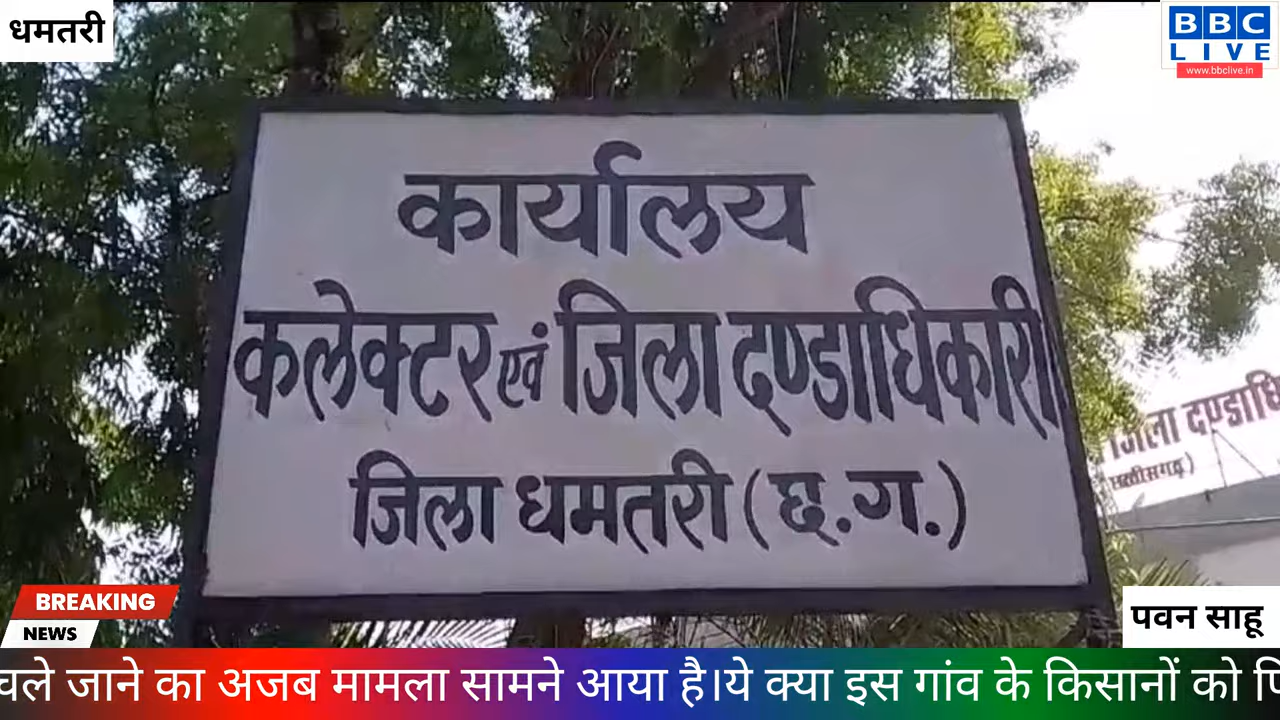 धमतरी
BBC
LIVE
www.bbclive.in
कार्यालय
कलेक्टर एवं जिला दण्डाधिकारी
जिला धमतरी (छ.ग.)
जिला
BREAKING
NEWS
पवन साहू
जाने का अजब मामला सामने आया है।ये क्या इस गांव के किसानों को